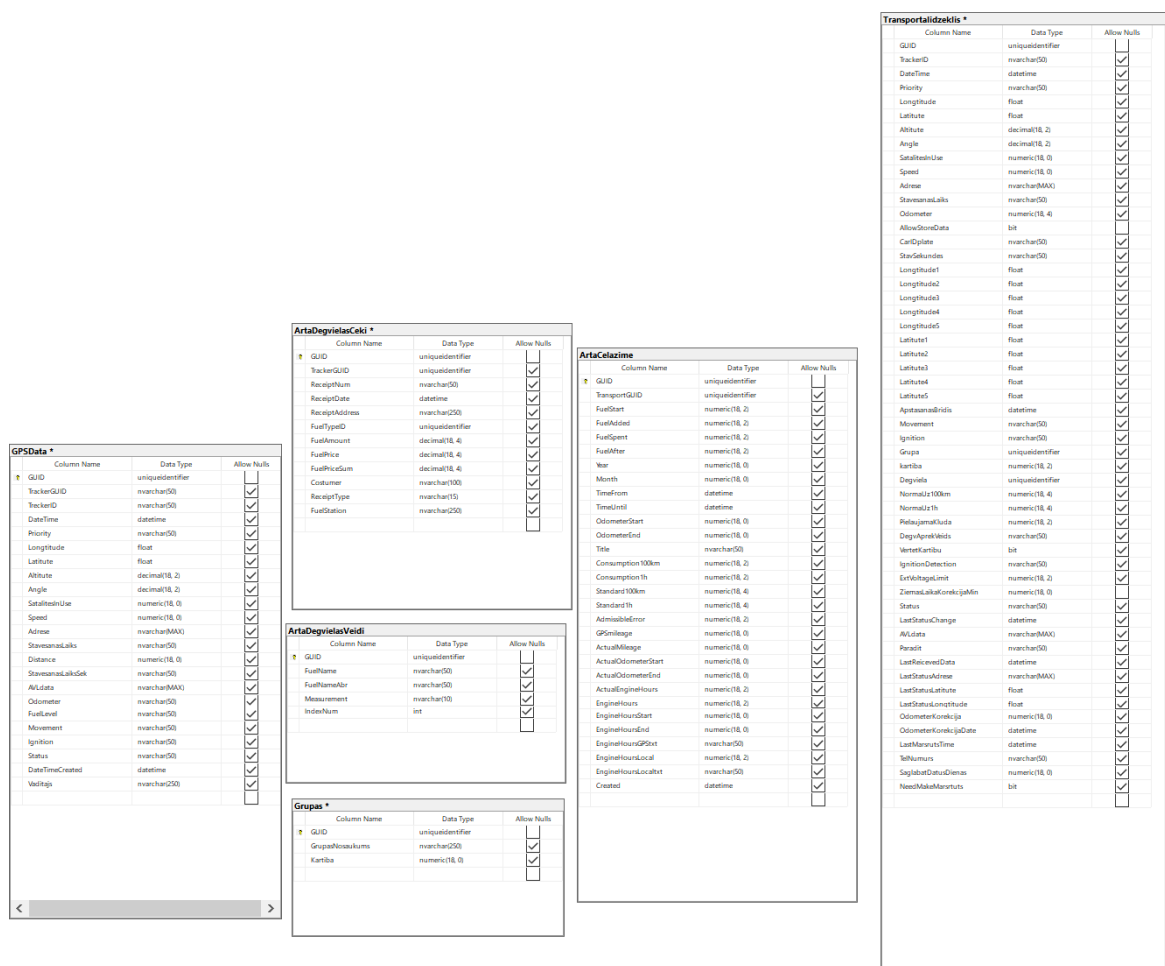 Transportalidzeklis *
Column Name Data Type Allow Nulls
GUID uniqueidentifier
TrackerID nvarchar(50)
DateTime datetime
Priority nvarchar(50)
Longtitude float
Latitute float
Altitute decimal(18, 2)
Angle decimal(18, 2)
SatalitesInUse numeric(18, 0)
Speed numeric(18, 0)
Adrese nvarchar(MAX)
StavesanasLaiks nvarchar(50)
Odometer numeric(18, 4)
AllowStoreData bit
CarIDplate nvarchar(50)
StavSekundes nvarchar(50)
Longtitude1 float
Longtitude2 float
Longtitude3 float
Longtitude4 float
Longtitude5 float
Latitute1 float
Latitute2 float
Latitute3 float
Latitute4 float
Latitute5 float
ApstasanasBridis datetime
Movement nvarchar(50)
Ignition nvarchar(50)
Grupa uniqueidentifier
kartiba numeric(18, 2)
Degviela uniqueidentifier
NormaUz100km numeric(18, 4)
NormaUz1h numeric(18, 4)
PielaujamaKluda numeric(18, 2)
DegvAprekVeids nvarchar(50)
VertetKartibu bit
IgnitionDetection nvarchar(50)
ExtVoltageLimit numeric(18, 2)
ZiemasLaikaKorekcijaMin numeric(18, 0)
Status nvarchar(50)
LastStatusChange datetime
AVLdata nvarchar(MAX)
Paradit nvarchar(50)
LastReicevedData datetime
LastStatusAdrese nvarchar(MAX)
LastStatusLatitute float
LastStatusLongtitude float
OdometerKorekcija numeric(18, 0)
OdometerKorekcijaDate datetime
LastMarsrutsTime datetime
TelNumurs nvarchar(50)
SaglabatDatusDienas numeric(18, 0)
NeedMakeMarsrtuts bit
ArtaDegvielasCeki *
Column Name Data Type Allow Nulls
GUID uniqueidentifier
TrackerGUID uniqueidentifier
ReceiptNum nvarchar(50)
ReceiptDate datetime
ReceiptAddress nvarchar(250)
FuelTypeID uniqueidentifier
FuelAmount decimal(18, 4)
FuelPrice decimal(18, 4)
FuelPriceSum decimal(18, 4)
Costumer nvarchar(100)
ReceiptType nvarchar(15)
FuelStation nvarchar(250)
ArtaCelazime
Column Name Data Type Allow Nulls
GUID uniqueidentifier
TransportGUID uniqueidentifier
FuelStart numeric(18, 2)
FuelAdded numeric(18, 2)
FuelSpent numeric(18, 2)
FuelAfter numeric(18, 2)
Year numeric(18, 0)
Month numeric(18, 0)
TimeFrom datetime
TimeUntil datetime
OdometerStart numeric(18, 0)
OdometerEnd numeric(18, 0)
Title nvarchar(50)
Consumption100km numeric(18, 2)
Consumption1h numeric(18, 2)
Standard100km numeric(18, 4)
Standard1h numeric(18, 4)
AdmissibleError numeric(18, 2)
GPSmileage numeric(18, 0)
ActualMileage numeric(18, 0)
ActualOdometerStart numeric(18, 0)
ActualOdometerEnd numeric(18, 0)
ActualEngineHours numeric(18, 2)
EngineHours numeric(18, 2)
EngineHoursStart numeric(18, 0)
EngineHoursEnd numeric(18, 0)
EngineHoursGPStxt nvarchar(50)
EngineHoursLocal numeric(18, 2)
EngineHoursLocaltxt nvarchar(50)
Created datetime
GPSData *
Column Name Data Type Allow Nulls
GUID uniqueidentifier
TrackerGUID nvarchar(50)
TreckerID nvarchar(50)
DateTime datetime
Priority nvarchar(50)
Longtitude float
Latitute float
Altitute decimal(18, 2)
Angle decimal(18, 2)
SatalitesInUse numeric(18, 0)
Speed numeric(18, 0)
Adrese nvarchar(MAX)
StavesanasLaiks nvarchar(50)
Distance numeric(18, 0)
StavesanasLaiksSek nvarchar(50)
AVLdata nvarchar(MAX)
Odometer nvarchar(50)
FuelLevel nvarchar(50)
Movement nvarchar(50)
Ignition nvarchar(50)
Status nvarchar(50)
DateTimeCreated datetime
Vaditajs nvarchar(250)
ArtaDegvielasVeidi
Column Name Data Type Allow Nulls
GUID uniqueidentifier
FuelName nvarchar(50)
FuelNameAbr nvarchar(50)
Measurement nvarchar(10)
IndexNum int
Grupas *
Column Name Data Type Allow Nulls
GUID uniqueidentifier
GrupasNosaukums nvarchar(250)
Kartiba numeric(18, 0)